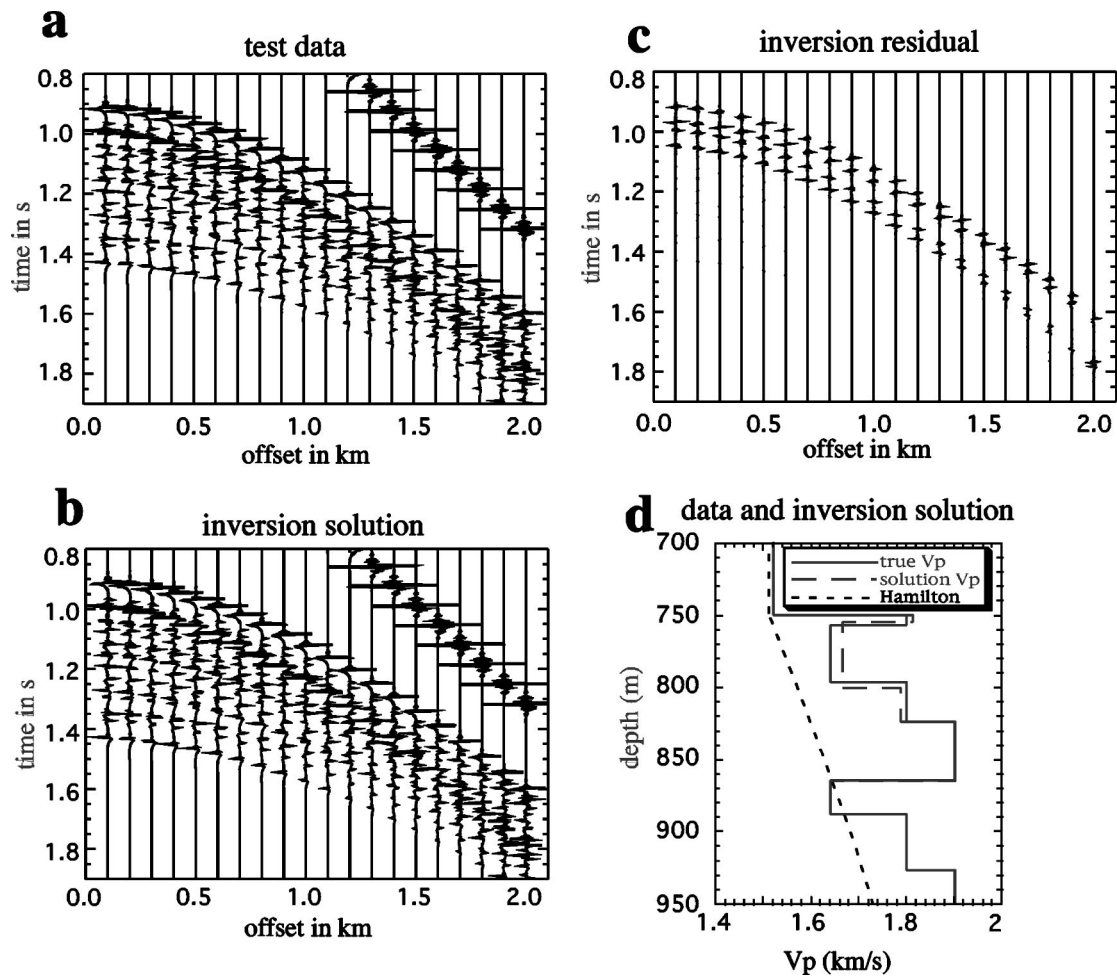 a
test data
0.8
1.0
1.2
1.4
1.6
1.8
time in s
0.0 0.5 1.0 1.5 2.0
offset in km
b
inversion solution
0.8
1.0
1.2
1.4
1.6
1.8
time in s
0.0 0.5 1.0 1.5 2.0
offset in km
c
inversion residual
0.8
1.0
1.2
1.4
1.6
1.8
time in s
0.0 0.5 1.0 1.5 2.0
offset in km
d
data and inversion solution
true Vp
solution Vp
Hamilton
700
750
800
850
900
950
depth (m)
1.4 1.6 1.8 2
Vp (km/s)